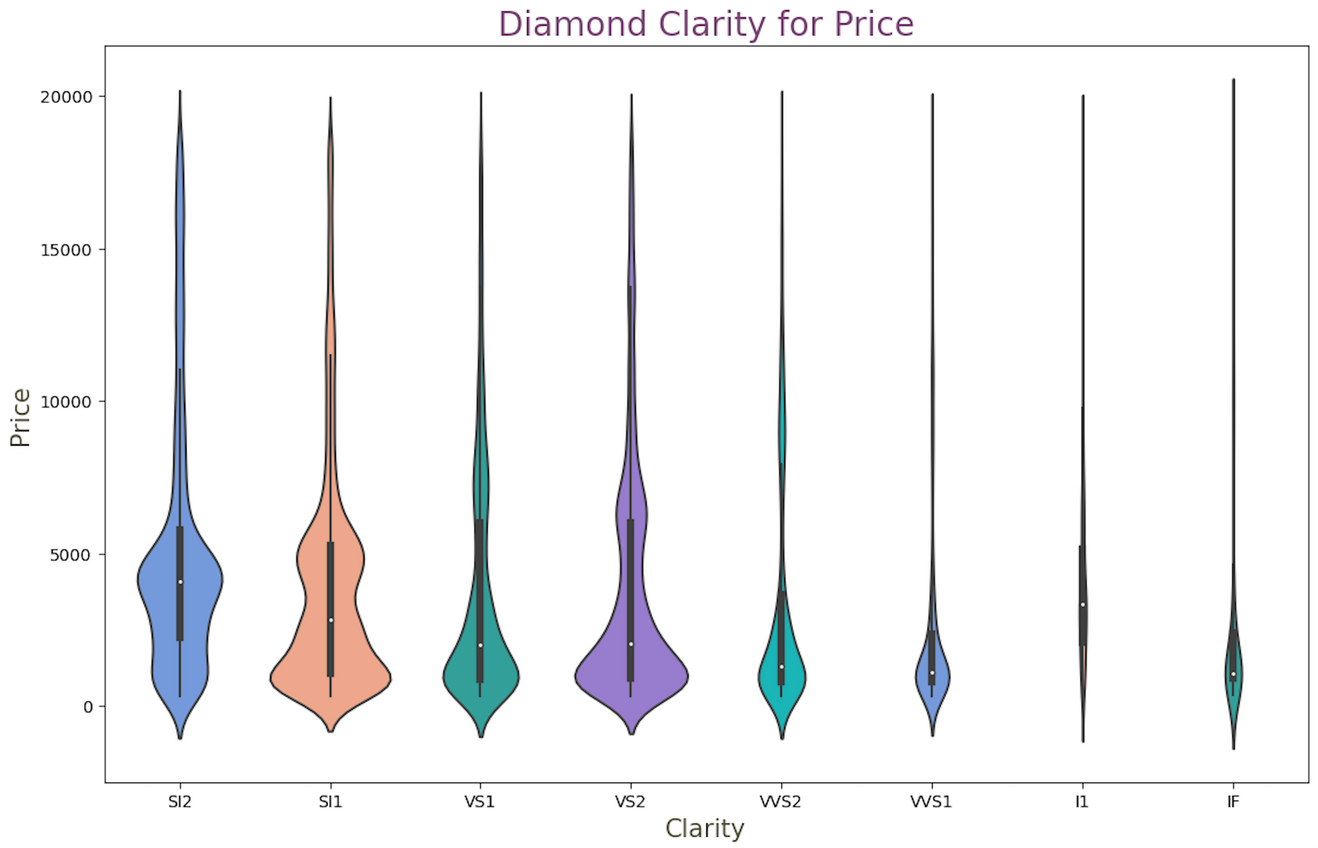 Diamond Clarity for Price
20000
15000
10000
5000
0
Price
SI2 SI1 VS1 VS2 VVS2 VVS1 I1 IF
Clarity